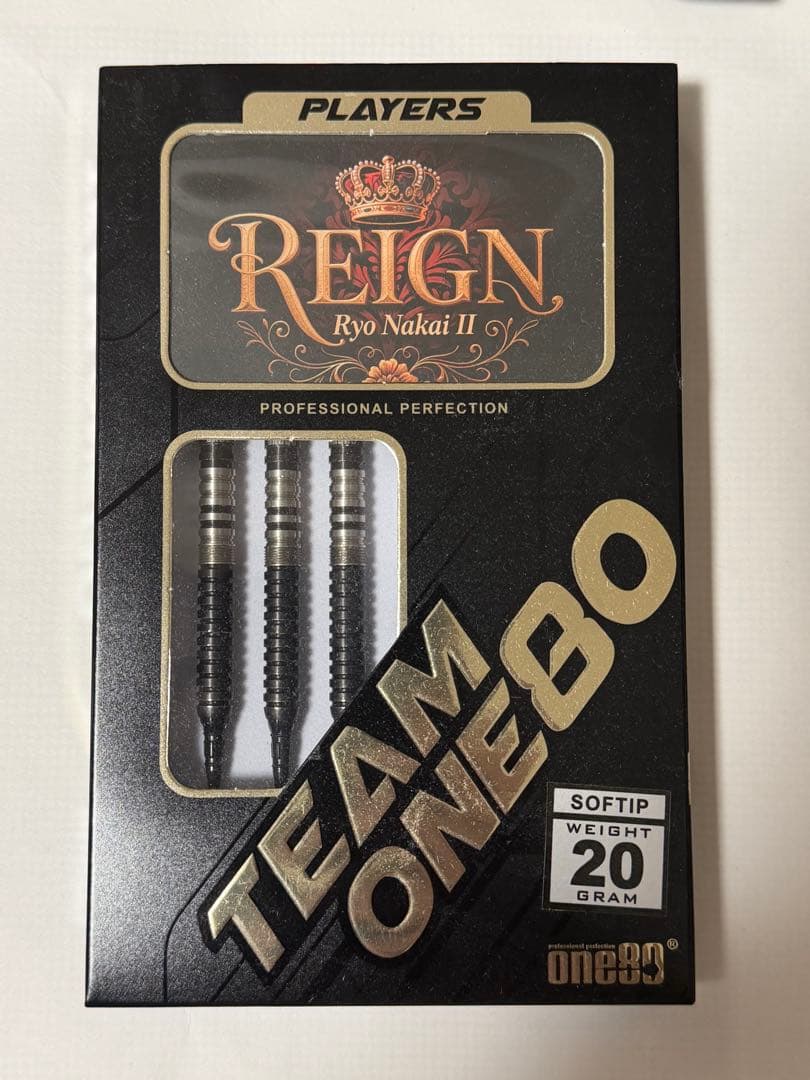 PLAYERS
REIGN
Ryo Nakai II
PROFESSIONAL PERFECTION
TEAM
ONE80
SOFTIP
WEIGHT
20
GRAM
professional perfection
one80®